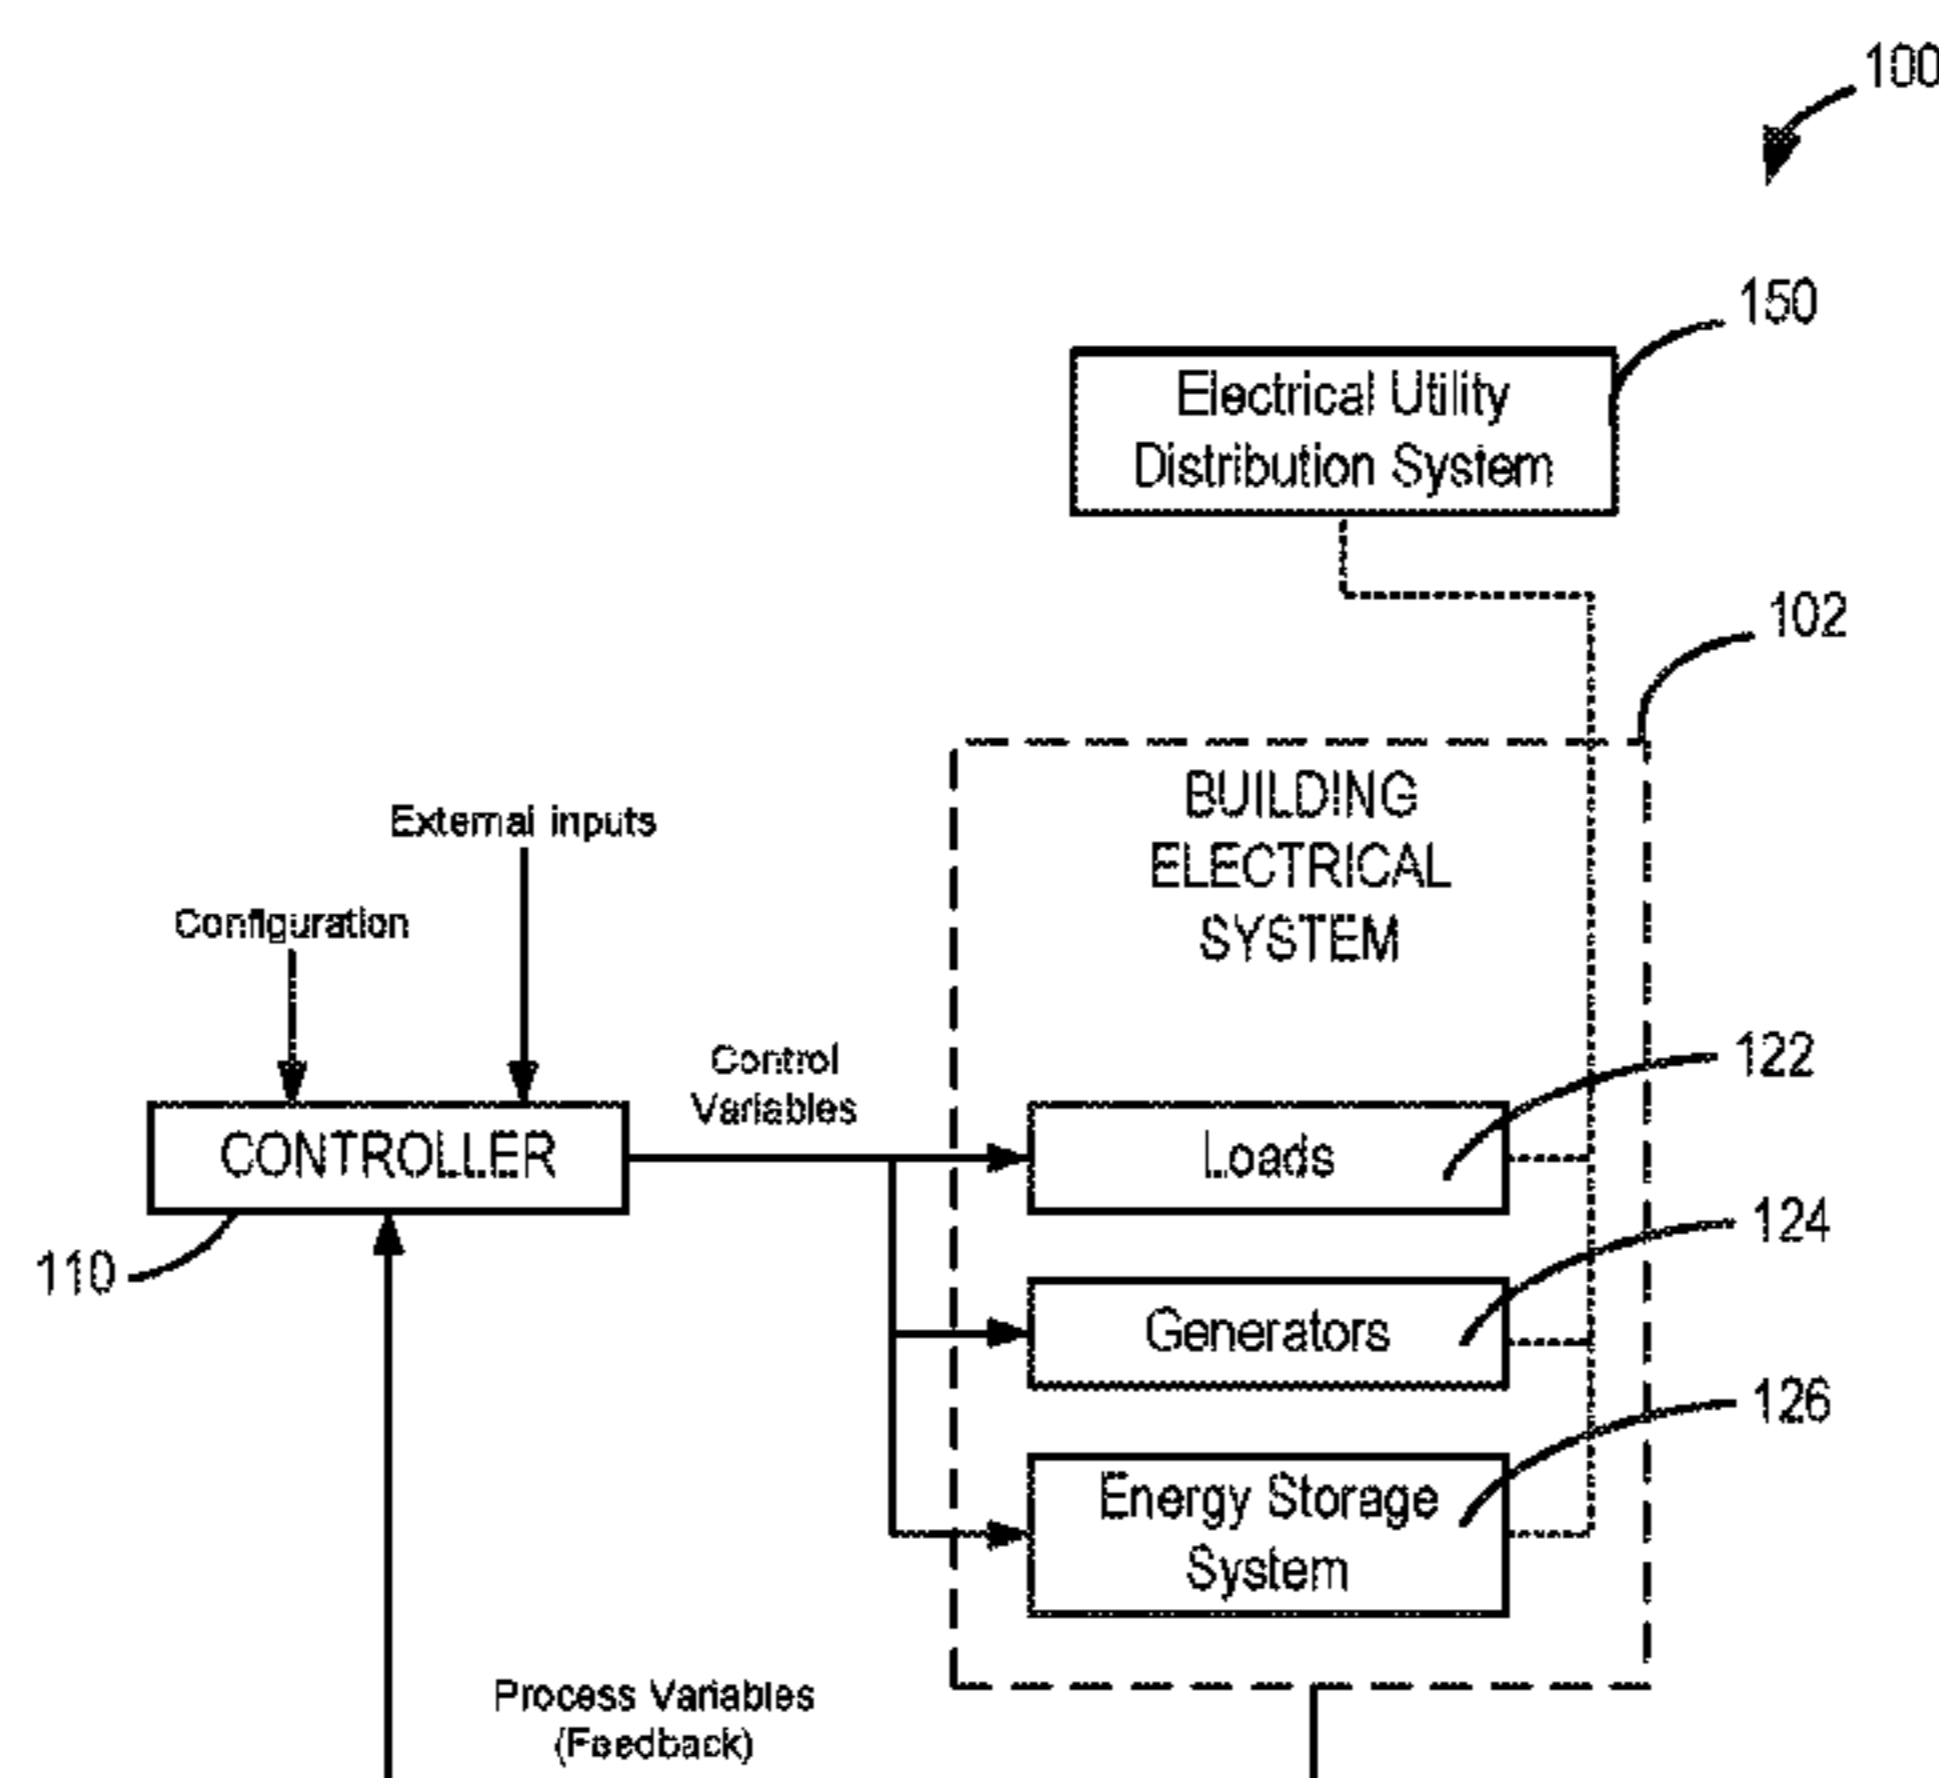 100
150
Electrical Utility
Distribution System
102
BUILDING
ELECTRICAL
SYSTEM
External inputs
Configuration
Control
Variables
122
CONTROLLER
Loads
110
124
Generators
126
Energy Storage
System
Process Variables
(Feedback)